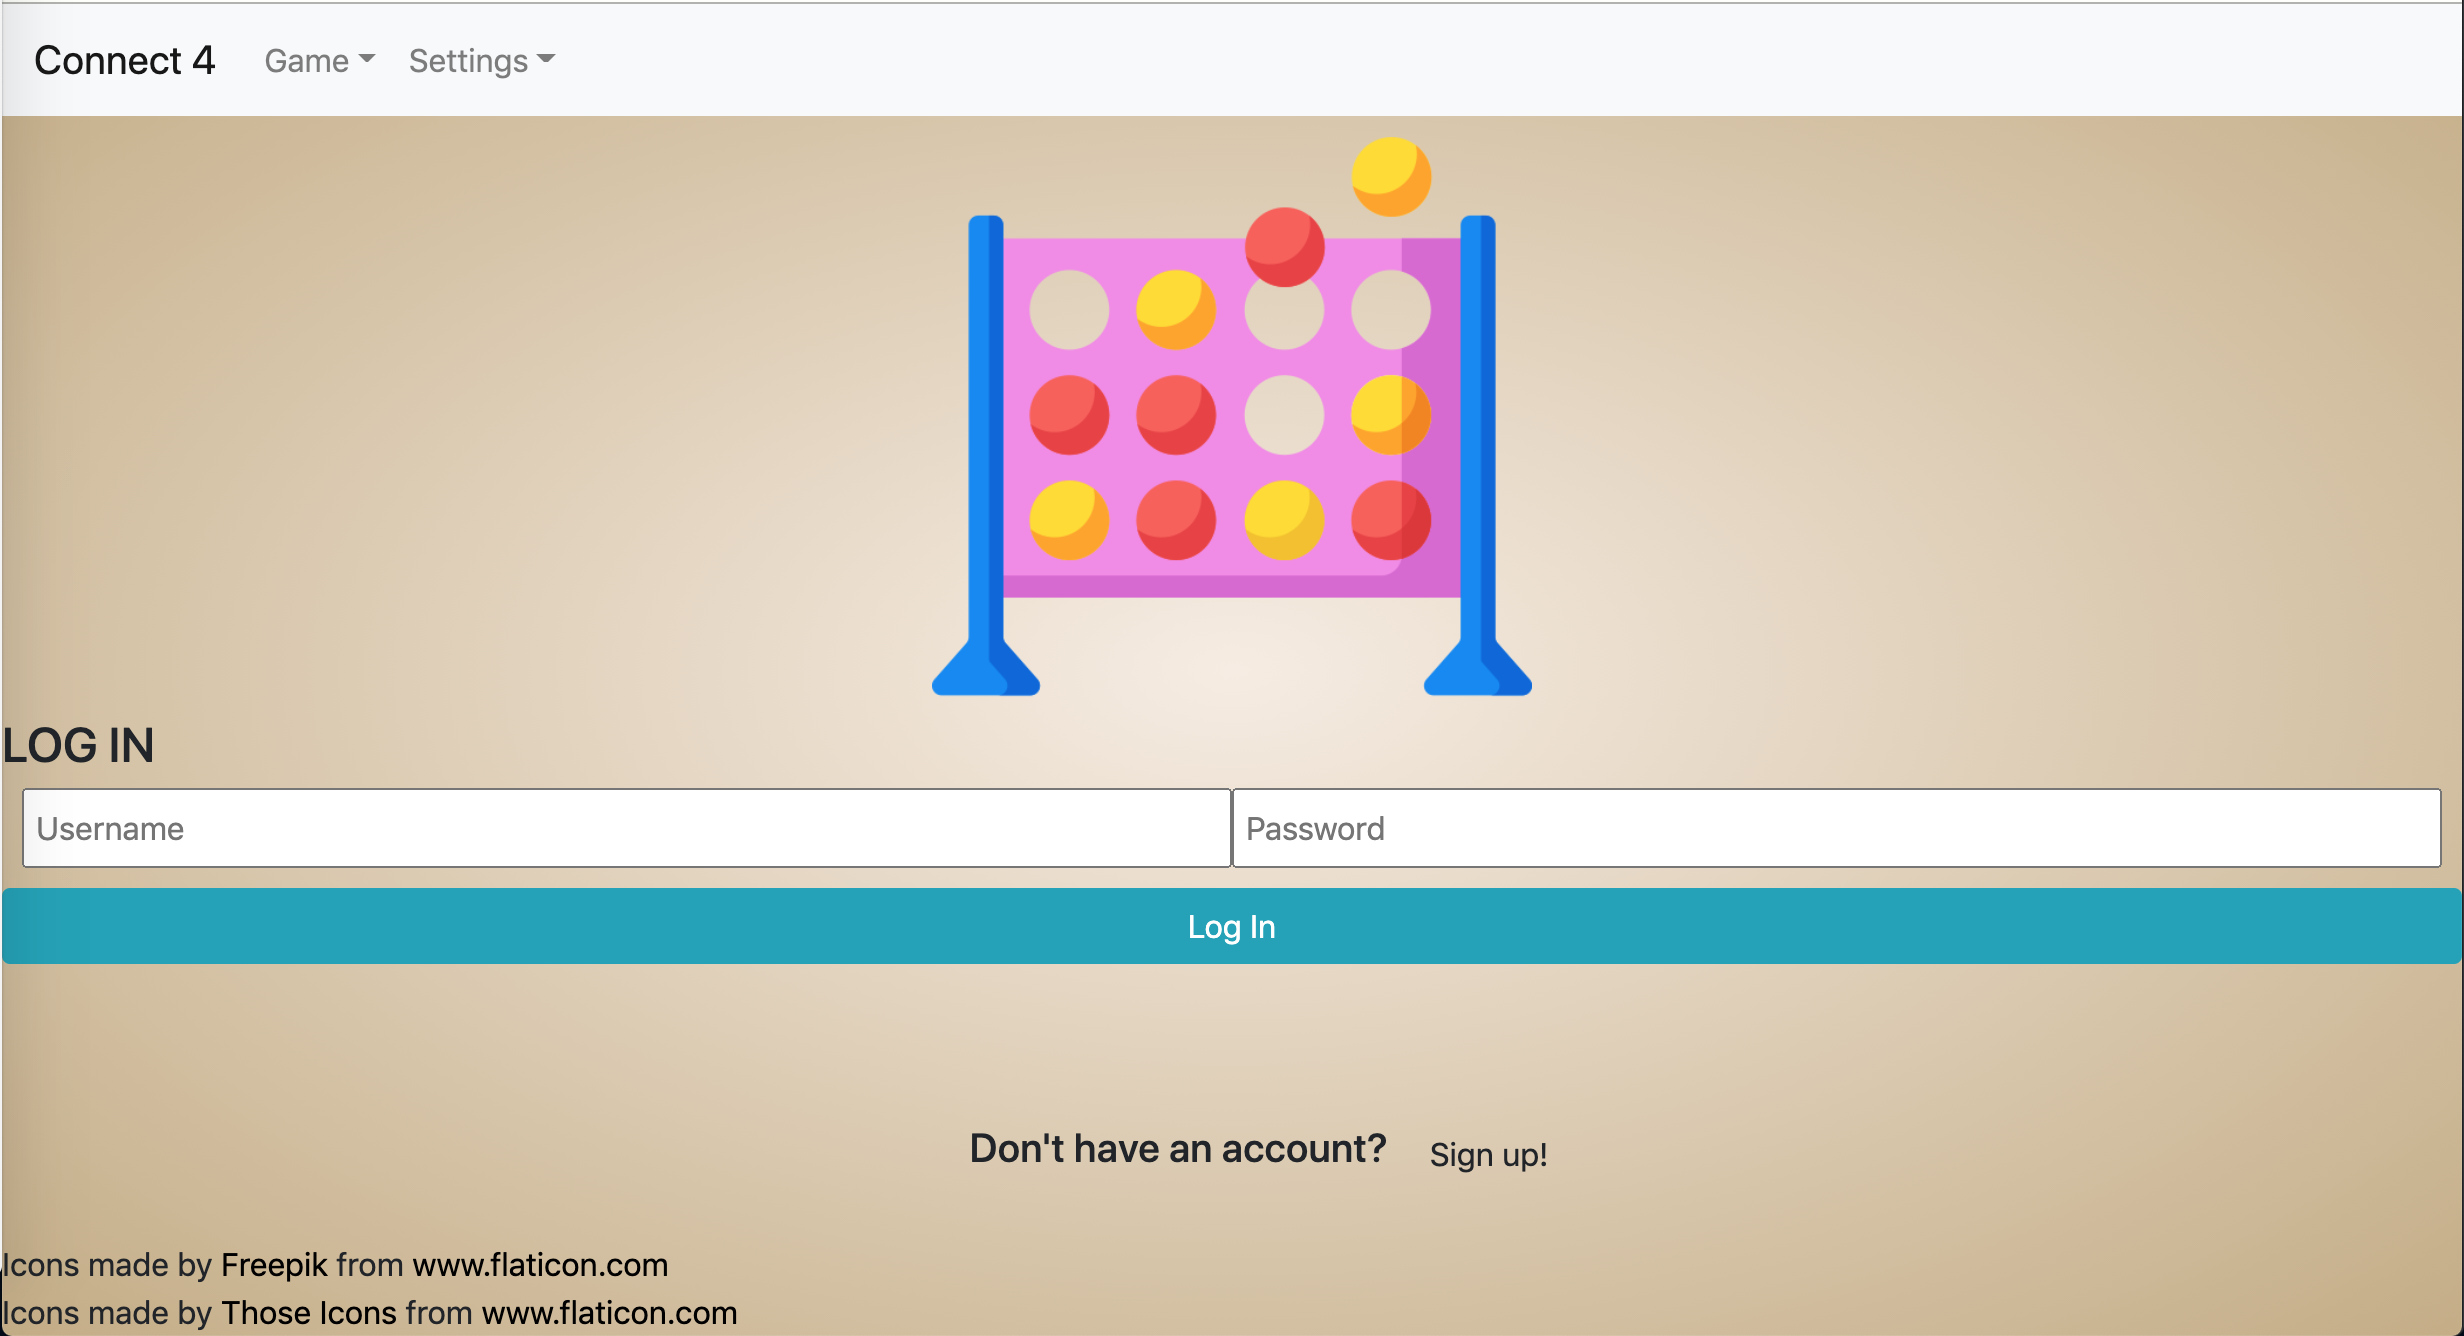 Connect 4 Game Settings
LOG IN
Username Password
Log In
Don't have an account? Sign up!
Icons made by Freepik from www.flaticon.com
Icons made by Those Icons from www.flaticon.com